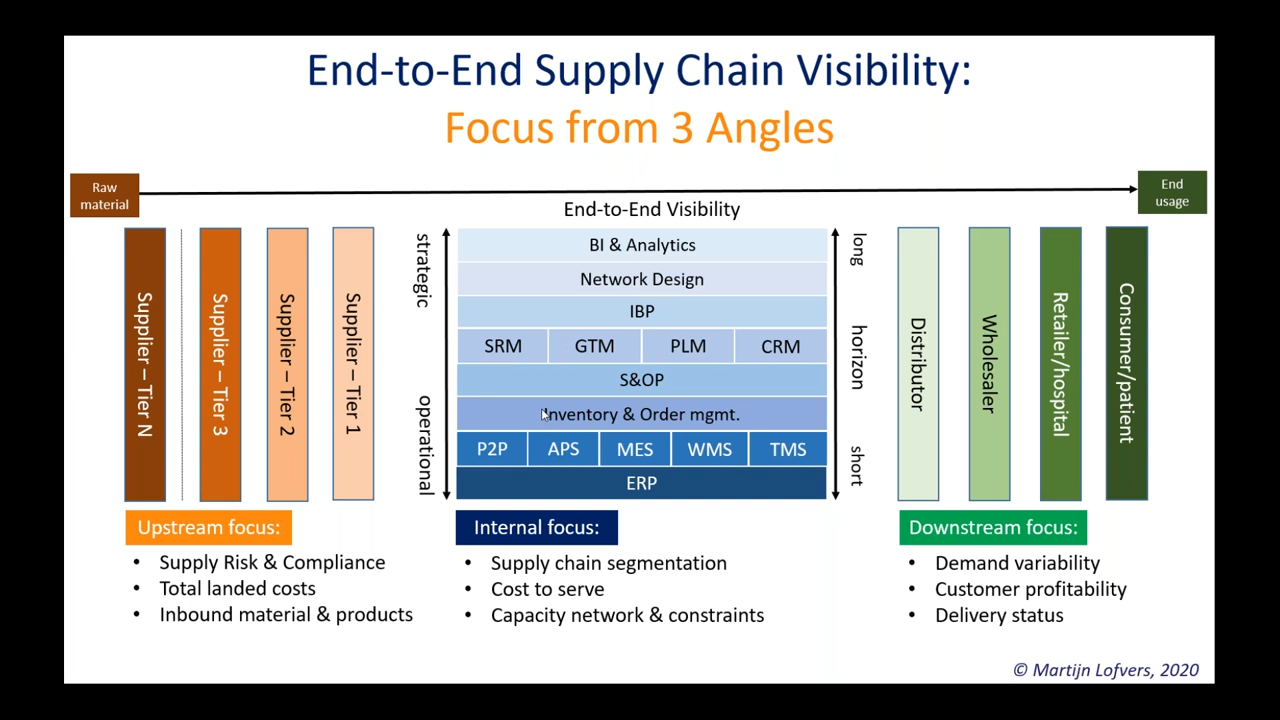 End-to-End Supply Chain Visibility:
Focus from 3 Angles
Raw
material
End
usage
End-to-End Visibility
Supplier – Tier N
Supplier – Tier 3
Supplier – Tier 2
Supplier – Tier 1
strategic
operational
BI & Analytics
Network Design
IBP
SRM GTM PLM CRM
S&OP
Inventory & Order mgmt.
P2P APS MES WMS TMS
ERP
long
horizon
short
Distributor
Wholesaler
Retailer/hospital
Consumer/patient
Upstream focus:
• Supply Risk & Compliance
• Total landed costs
• Inbound material & products
Internal focus:
• Supply chain segmentation
• Cost to serve
• Capacity network & constraints
Downstream focus:
• Demand variability
• Customer profitability
• Delivery status
© Martijn Lofvers, 2020